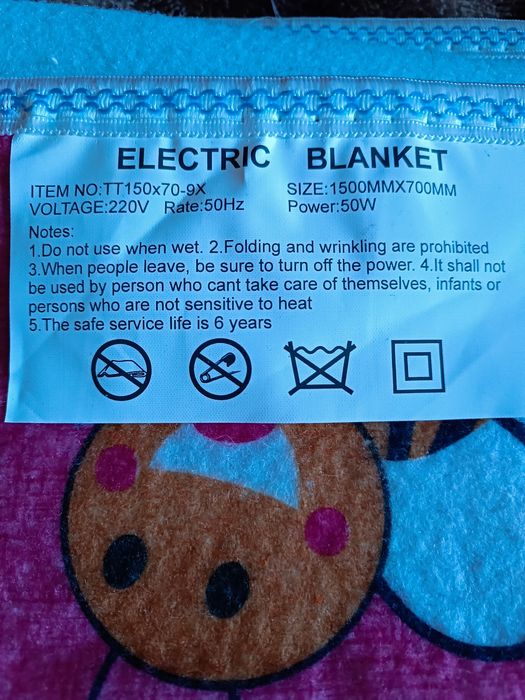 ELECTRIC BLANKET
ITEM NO:TT150x70-9X SIZE:1500MMX700MM
VOLTAGE:220V Rate:50Hz Power:50W
Notes:
1.Do not use when wet. 2.Folding and wrinkling are prohibited
3.When people leave, be sure to turn off the power. 4.It shall not
be used by person who cant take care of themselves, infants or
persons who are not sensitive to heat
5.The safe service life is 6 years